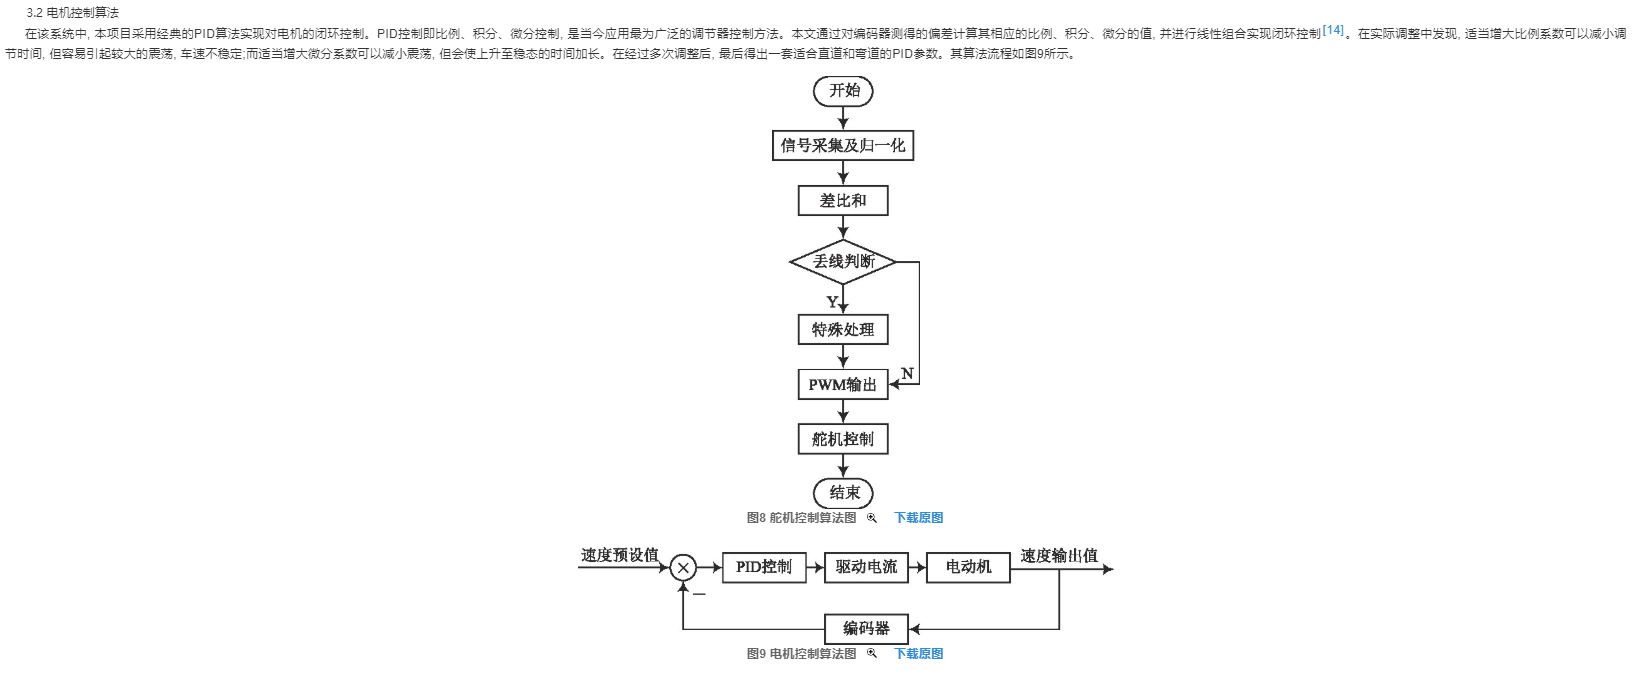 3.2 电机控制算法
在该系统中, 本项目采用经典的PID算法实现对电机的闭环控制。PID控制即比例、积分、微分控制, 是当今应用最为广泛的调节器控制方法。本文通过对编码器测得的偏差计算其相应的比例、积分、微分的值, 并进行线性组合实现闭环控制[14]。在实际调整中发现, 适当增大比例系数可以减小调
节时间, 但容易引起较大的震荡, 车速不稳定;而适当增大微分系数可以减小震荡, 但会使上升至稳态的时间加长。在经过多次调整后, 最后得出一套适合直道和弯道的PID参数。其算法流程如图9所示。
开始
信号采集及归一化
差比和
丢线判断
Y
特殊处理
N
PWM输出
舵机控制
结束
图8 舵机控制算法图 下载原图
速度预设值
PID控制
驱动电流
电动机
速度输出值
编码器
图9 电机控制算法图 下载原图